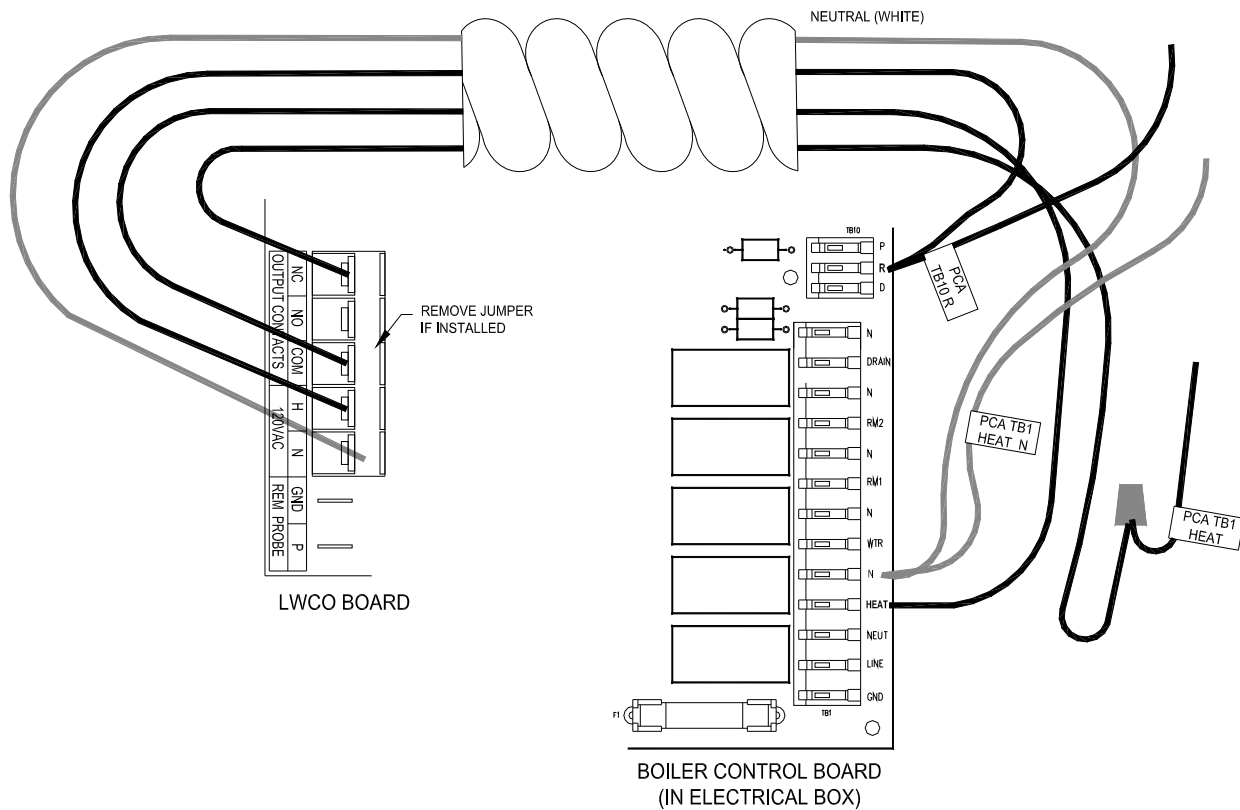 NEUTRAL (WHITE)
OUTPUT CONTACTS
120VAC
REM PROBE
NC
NO
COM
H
N
GND
P
REMOVE JUMPER
IF INSTALLED
LWCO BOARD
TB10
P
R
D
PCA
TB10 R
N
DRAIN
N
RM2
N
RM1
N
WTR
N
HEAT
NEUT
LINE
GND
TB1
F1
PCA TB1
HEAT N
PCA TB1
HEAT
BOILER CONTROL BOARD
(IN ELECTRICAL BOX)